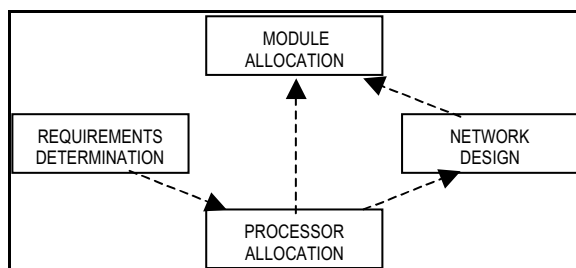 MODULE
ALLOCATION
REQUIREMENTS
DETERMINATION
NETWORK
DESIGN
PROCESSOR
ALLOCATION